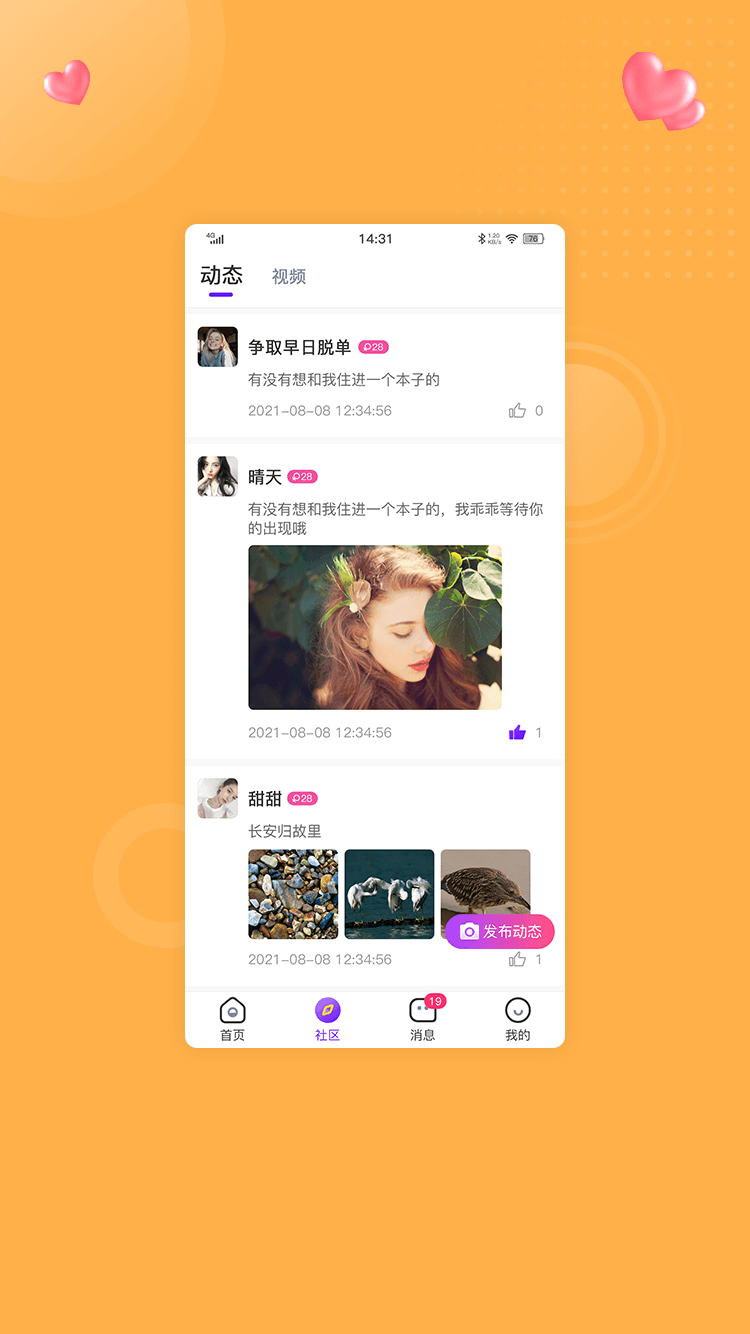 4G 14:31 1.20 KB/s 76
动态 视频
争取早日脱单 28
有没有想和我住进一个本子的
2021-08-08 12:34:56 0
晴天 28
有没有想和我住进一个本子的，我乖乖等待你
的出现哦
2021-08-08 12:34:56 1
甜甜 28
长安归故里
发布动态
2021-08-08 12:34:56 1
19
首页 社区 消息 我的